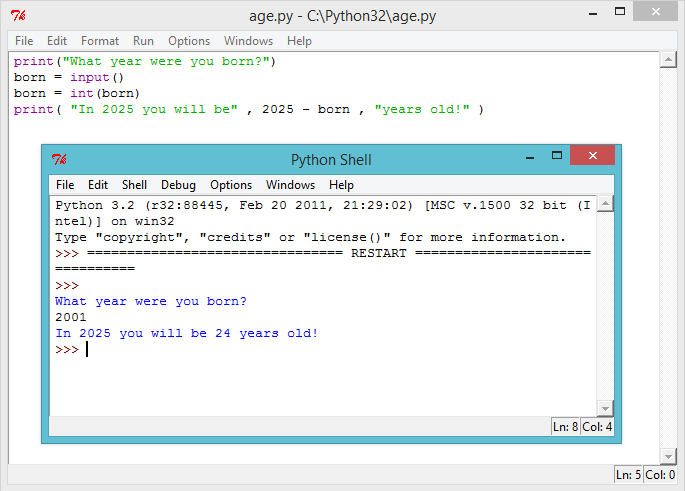 age.py - C:\Python32\age.py
File Edit Format Run Options Windows Help
print("What year were you born?")
born = input()
born = int(born)
print( "In 2025 you will be" , 2025 - born , "years old!" )
Python Shell
File Edit Shell Debug Options Windows Help
Python 3.2 (r32:88445, Feb 20 2011, 21:29:02) [MSC v.1500 32 bit (I
ntel)] on win32
Type "copyright", "credits" or "license()" for more information.
>>> ================================ RESTART ======================
==========
>>>
What year were you born?
2001
In 2025 you will be 24 years old!
>>>
Ln: 8 Col: 4
Ln: 5 Col: 0